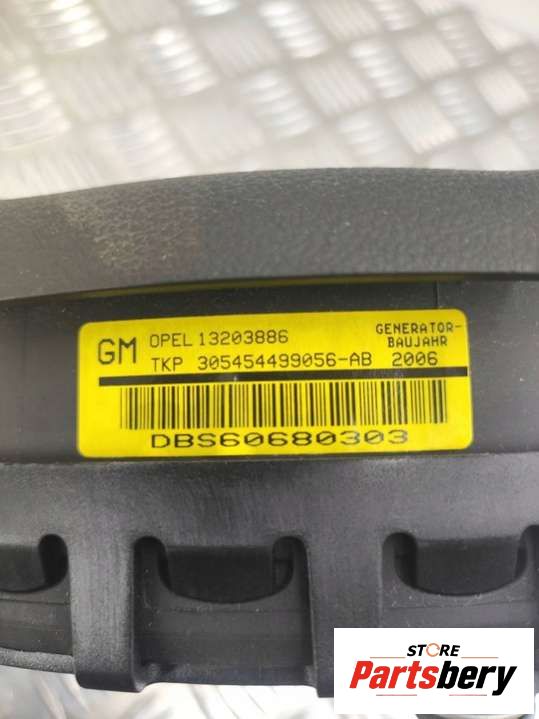 GM OPEL 13203886 GENERATOR-
BAUJAHR
TKP 305454499056-AB 2006
DBS60680303
STORE
Partsbery